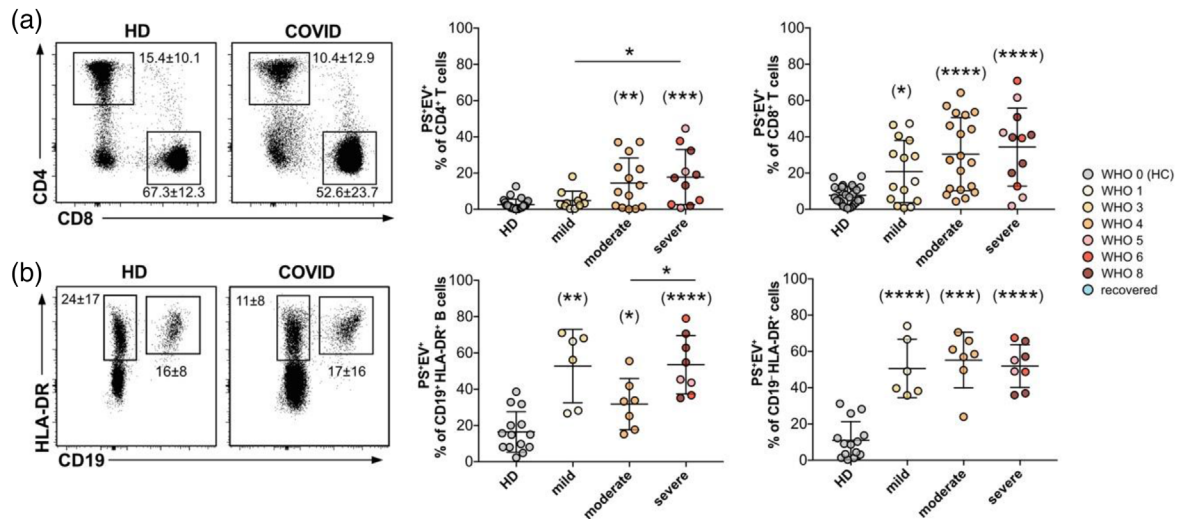 (a)
HD
COVID
15.4±10.1
10.4±12.9
67.3±12.3
52.6±23.7
CD4
CD8
PS⁺EV⁺
% of CD4⁺ T cells
100
80
60
40
20
0
*
(**)
(***)
HD
mild
moderate
severe
PS⁺EV⁺
% of CD8⁺ T cells
100
80
60
40
20
0
(*)
(****)
(****)
HD
mild
moderate
severe
WHO 0 (HC)
WHO 1
WHO 3
WHO 4
WHO 5
WHO 6
WHO 8
recovered
(b)
HD
COVID
24±17
11±8
16±8
17±16
HLA-DR
CD19
PS⁺EV⁺
% of CD19⁺ HLA-DR⁺ B cells
100
80
60
40
20
0
*
(**)
(*)
(****)
HD
mild
moderate
severe
PS⁺EV⁺
% of CD19⁻ HLA-DR⁺ cells
100
80
60
40
20
0
(****)
(***)
(****)
HD
mild
moderate
severe